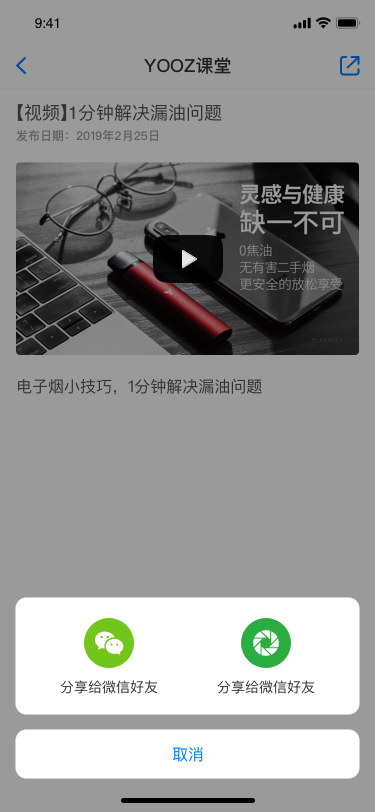 9:41
YOOZ课堂
【视频】1分钟解决漏油问题
发布日期：2019年2月25日
灵感与健康
缺一不可
0焦油
无有害二手烟
更安全的放松享受
电子烟小技巧，1分钟解决漏油问题
分享给微信好友
分享给微信好友
取消